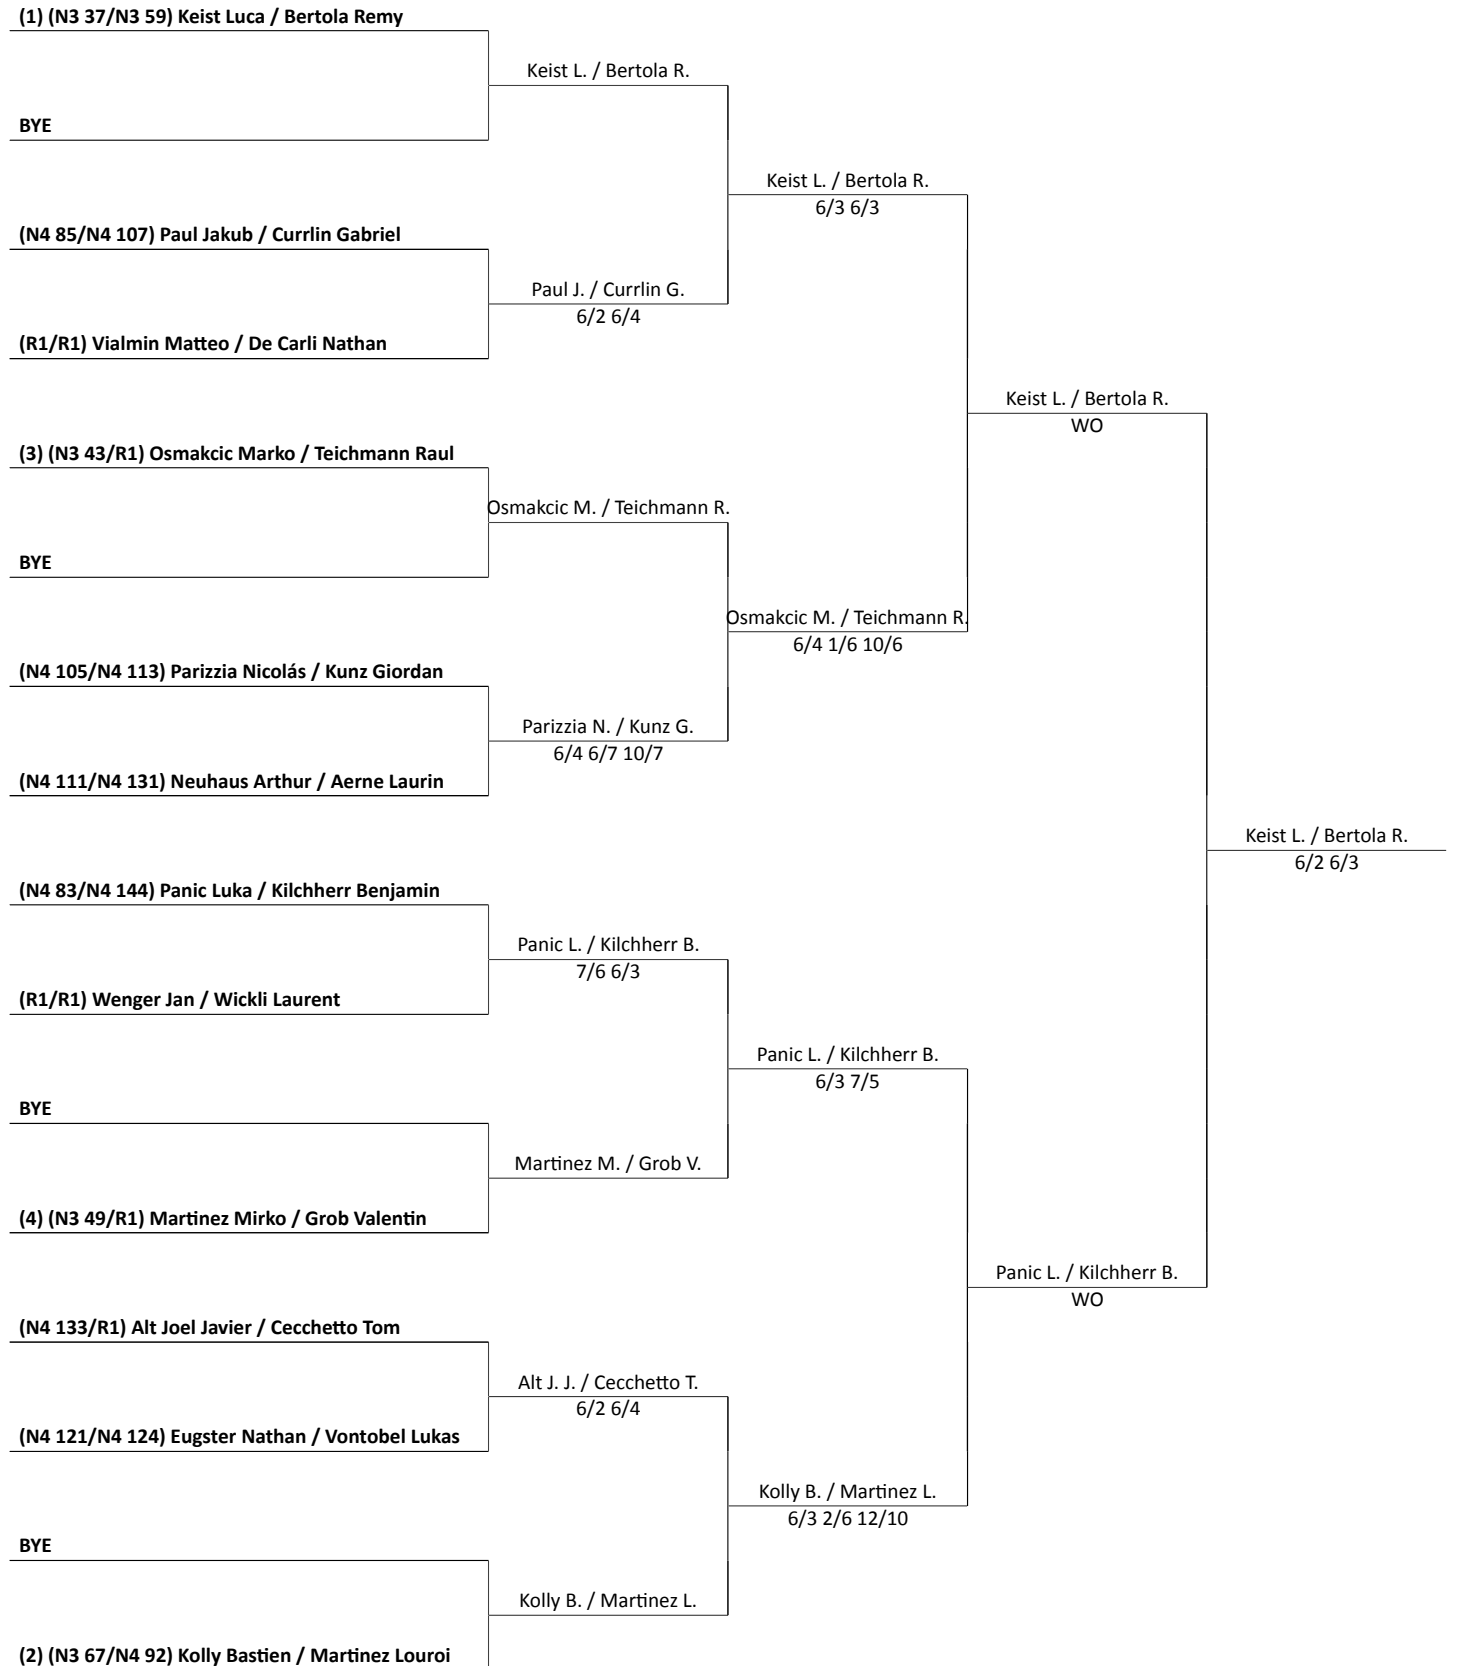 (1) (N3 37/N3 59) Keist Luca / Bertola Remy
Keist L. / Bertola R.
BYE
Keist L. / Bertola R.
6/3 6/3
(N4 85/N4 107) Paul Jakub / Currlin Gabriel
Paul J. / Currlin G.
6/2 6/4
(R1/R1) Vialmin Matteo / De Carli Nathan
Keist L. / Bertola R.
WO
(3) (N3 43/R1) Osmakcic Marko / Teichmann Raul
Osmakcic M. / Teichmann R.
BYE
Osmakcic M. / Teichmann R.
6/4 1/6 10/6
(N4 105/N4 113) Parizzia Nicolás / Kunz Giordan
Parizzia N. / Kunz G.
6/4 6/7 10/7
(N4 111/N4 131) Neuhaus Arthur / Aerne Laurin
Keist L. / Bertola R.
6/2 6/3
(N4 83/N4 144) Panic Luka / Kilchherr Benjamin
Panic L. / Kilchherr B.
7/6 6/3
(R1/R1) Wenger Jan / Wickli Laurent
Panic L. / Kilchherr B.
6/3 7/5
BYE
Martinez M. / Grob V.
(4) (N3 49/R1) Martinez Mirko / Grob Valentin
Panic L. / Kilchherr B.
WO
(N4 133/R1) Alt Joel Javier / Cecchetto Tom
Alt J. J. / Cecchetto T.
6/2 6/4
(N4 121/N4 124) Eugster Nathan / Vontobel Lukas
Kolly B. / Martinez L.
6/3 2/6 12/10
BYE
Kolly B. / Martinez L.
(2) (N3 67/N4 92) Kolly Bastien / Martinez Louroi